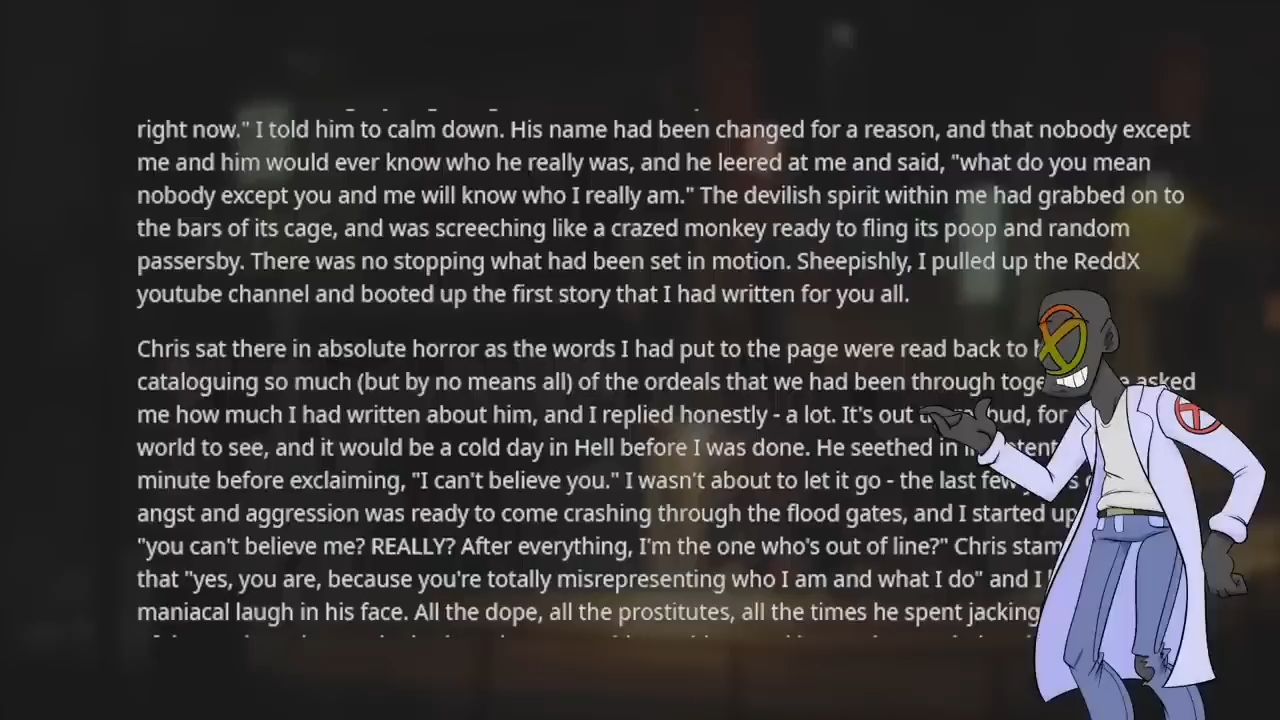 right now." I told him to calm down. His name had been changed for a reason, and that nobody except
me and him would ever know who he really was, and he leered at me and said, "what do you mean
nobody except you and me will know who I really am." The devilish spirit within me had grabbed on to
the bars of its cage, and was screeching like a crazed monkey ready to fling its poop and random
passersby. There was no stopping what had been set in motion. Sheepishly, I pulled up the ReddX
youtube channel and booted up the first story that I had written for you all.
Chris sat there in absolute horror as the words I had put to the page were read back to
cataloguing so much (but by no means all) of the ordeals that we had been through asked
me how much I had written about him, and I replied honestly - a lot. It's out for
world to see, and it would be a cold day in Hell before I was done. He seethed in
minute before exclaiming, "I can't believe you." I wasn't about to let it go - the last
angst and aggression was ready to come crashing through the flood gates, and I started up
"you can't believe me? REALLY? After everything, I'm the one who's out of line?" Chris
that "yes, you are, because you're totally misrepresenting who I am and what I do" and I
maniacal laugh in his face. All the dope, all the prostitutes, all the times he spent jacking